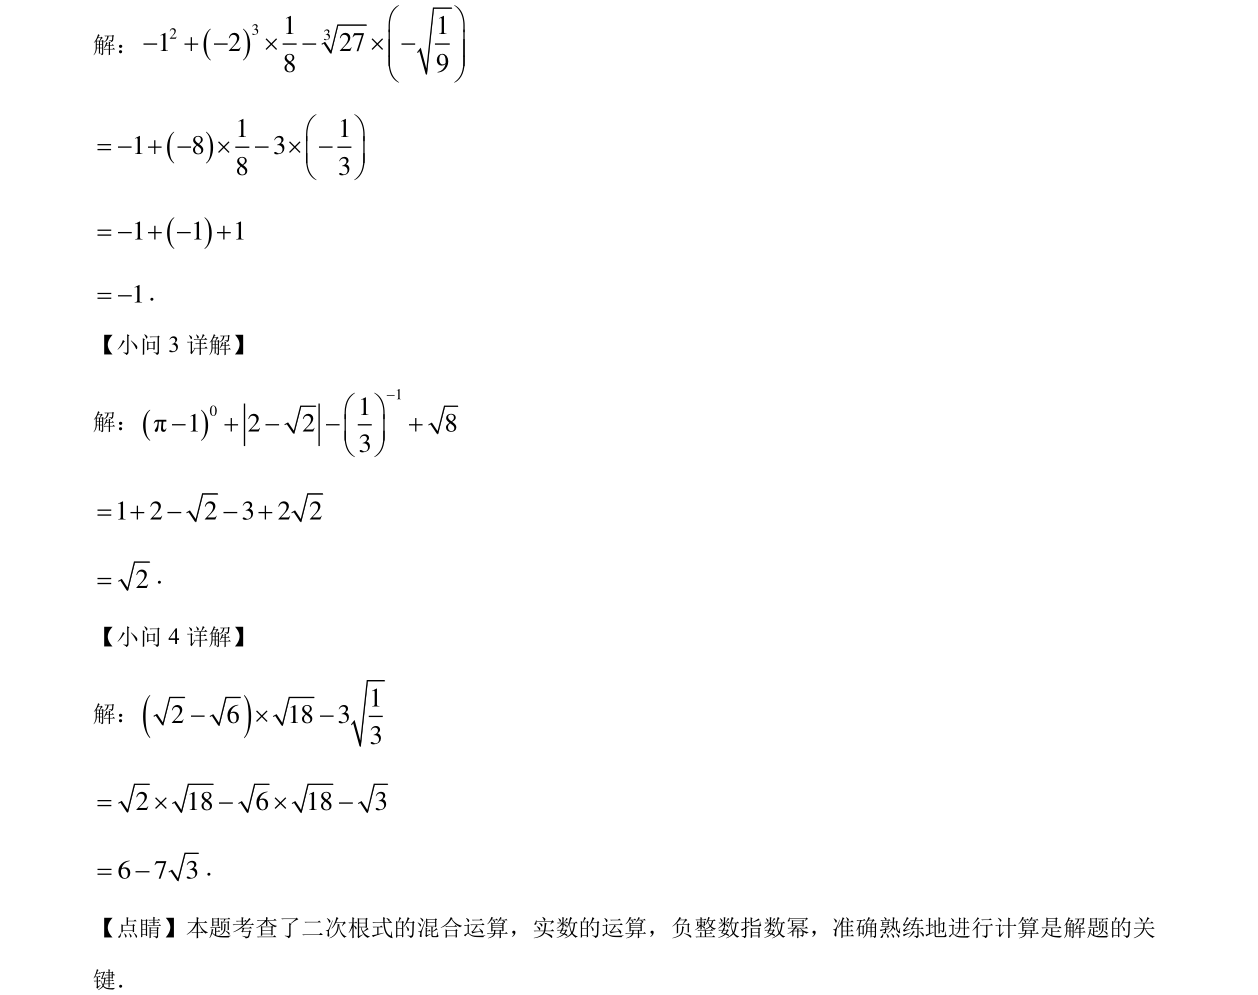 解：$-1^2+(-2)^3\times\frac{1}{8}-\sqrt[3]{27}\times\left(-\sqrt{\frac{1}{9}}\right)$
$=-1+(-8)\times\frac{1}{8}-3\times\left(-\frac{1}{3}\right)$
$=-1+(-1)+1$
$=-1$．
【小问 3 详解】
解：$(\pi-1)^0+|2-\sqrt{2}|-\left(\frac{1}{3}\right)^{-1}+\sqrt{8}$
$=1+2-\sqrt{2}-3+2\sqrt{2}$
$=\sqrt{2}$．
【小问 4 详解】
解：$(\sqrt{2}-\sqrt{6})\times\sqrt{18}-3\sqrt{\frac{1}{3}}$
$=\sqrt{2}\times\sqrt{18}-\sqrt{6}\times\sqrt{18}-\sqrt{3}$
$=6-7\sqrt{3}$．
【点睛】本题考查了二次根式的混合运算，实数的运算，负整数指数幂，准确熟练地进行计算是解题的关
键．